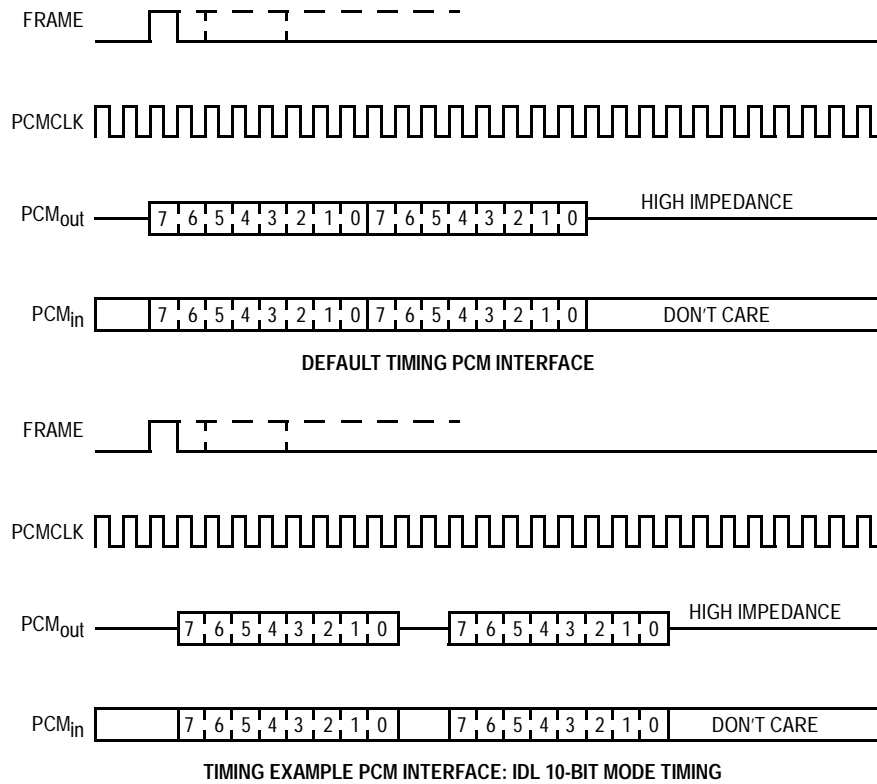 FRAME
PCMCLK
PCMout 7 6 5 4 3 2 1 0 7 6 5 4 3 2 1 0 HIGH IMPEDANCE
PCMin 7 6 5 4 3 2 1 0 7 6 5 4 3 2 1 0 DON'T CARE
DEFAULT TIMING PCM INTERFACE
FRAME
PCMCLK
PCMout 7 6 5 4 3 2 1 0 7 6 5 4 3 2 1 0 HIGH IMPEDANCE
PCMin 7 6 5 4 3 2 1 0 7 6 5 4 3 2 1 0 DON'T CARE
TIMING EXAMPLE PCM INTERFACE: IDL 10-BIT MODE TIMING